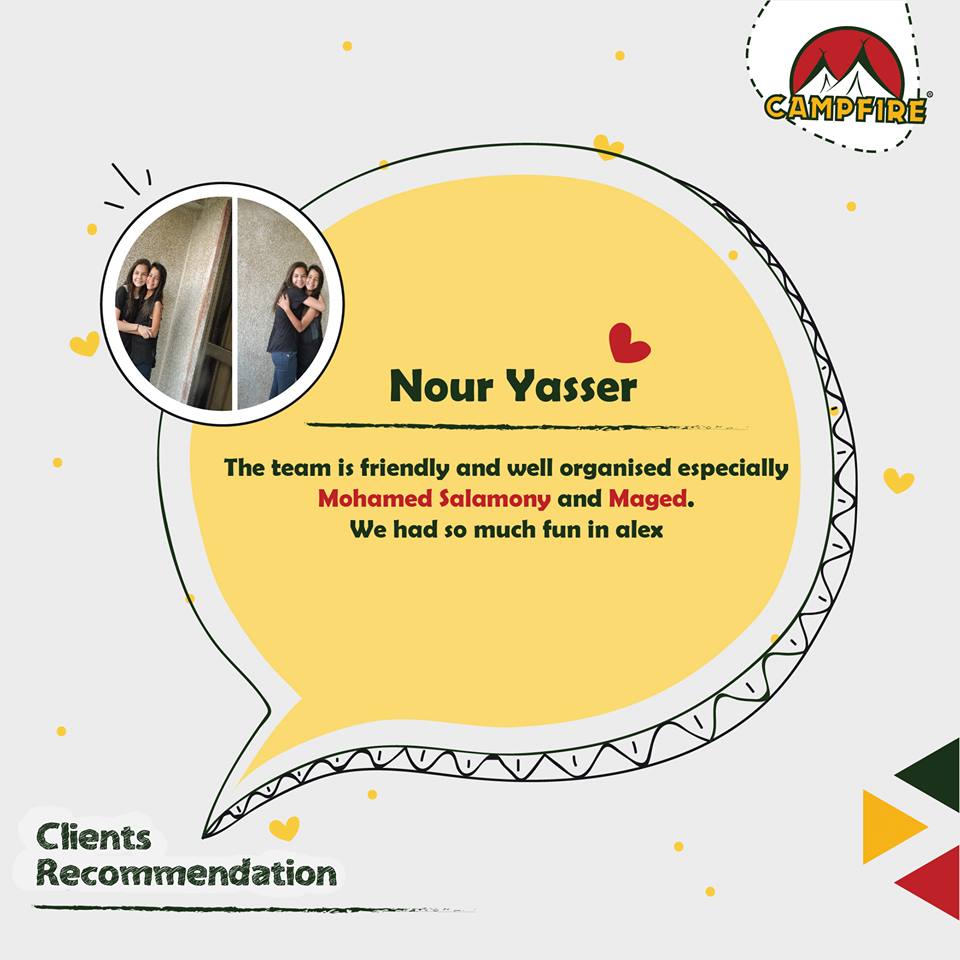 CAMPFIRE®
Nour Yasser
The team is friendly and well organised especially
Mohamed Salamony and Maged.
We had so much fun in alex
Clients
Recommendation